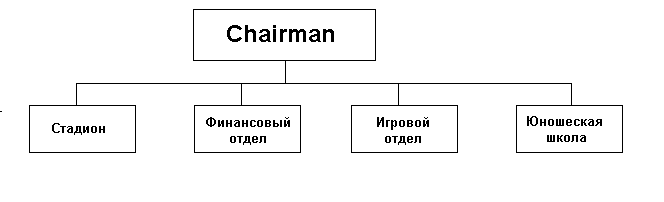 Chairman
Стадион
Финансовый
отдел
Игровой
отдел
Юношеская
школа